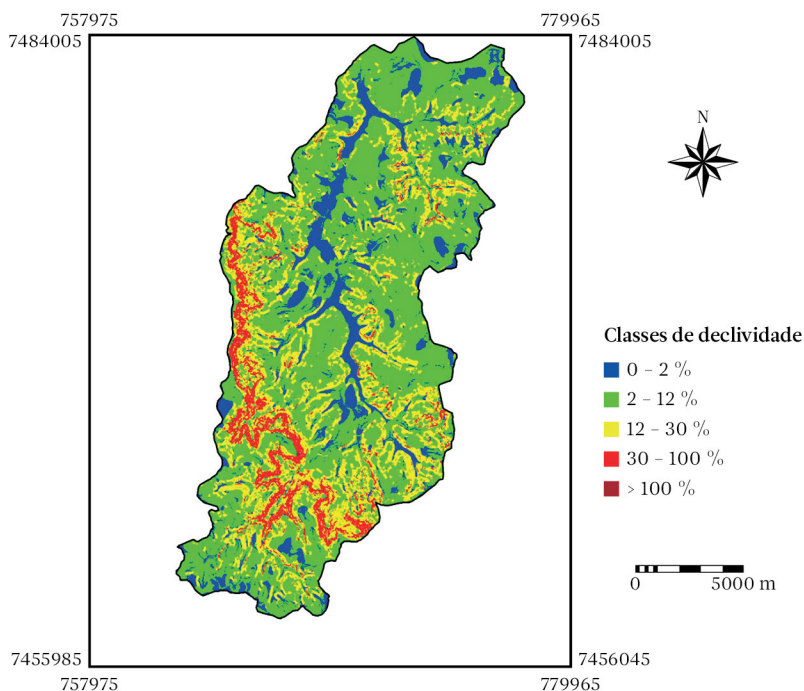 757975 779965
7484005 7484005
N
Classes de declividade
0 – 2 %
2 – 12 %
12 – 30 %
30 – 100 %
> 100 %
0 5000 m
7455985 7456045
757975 779965